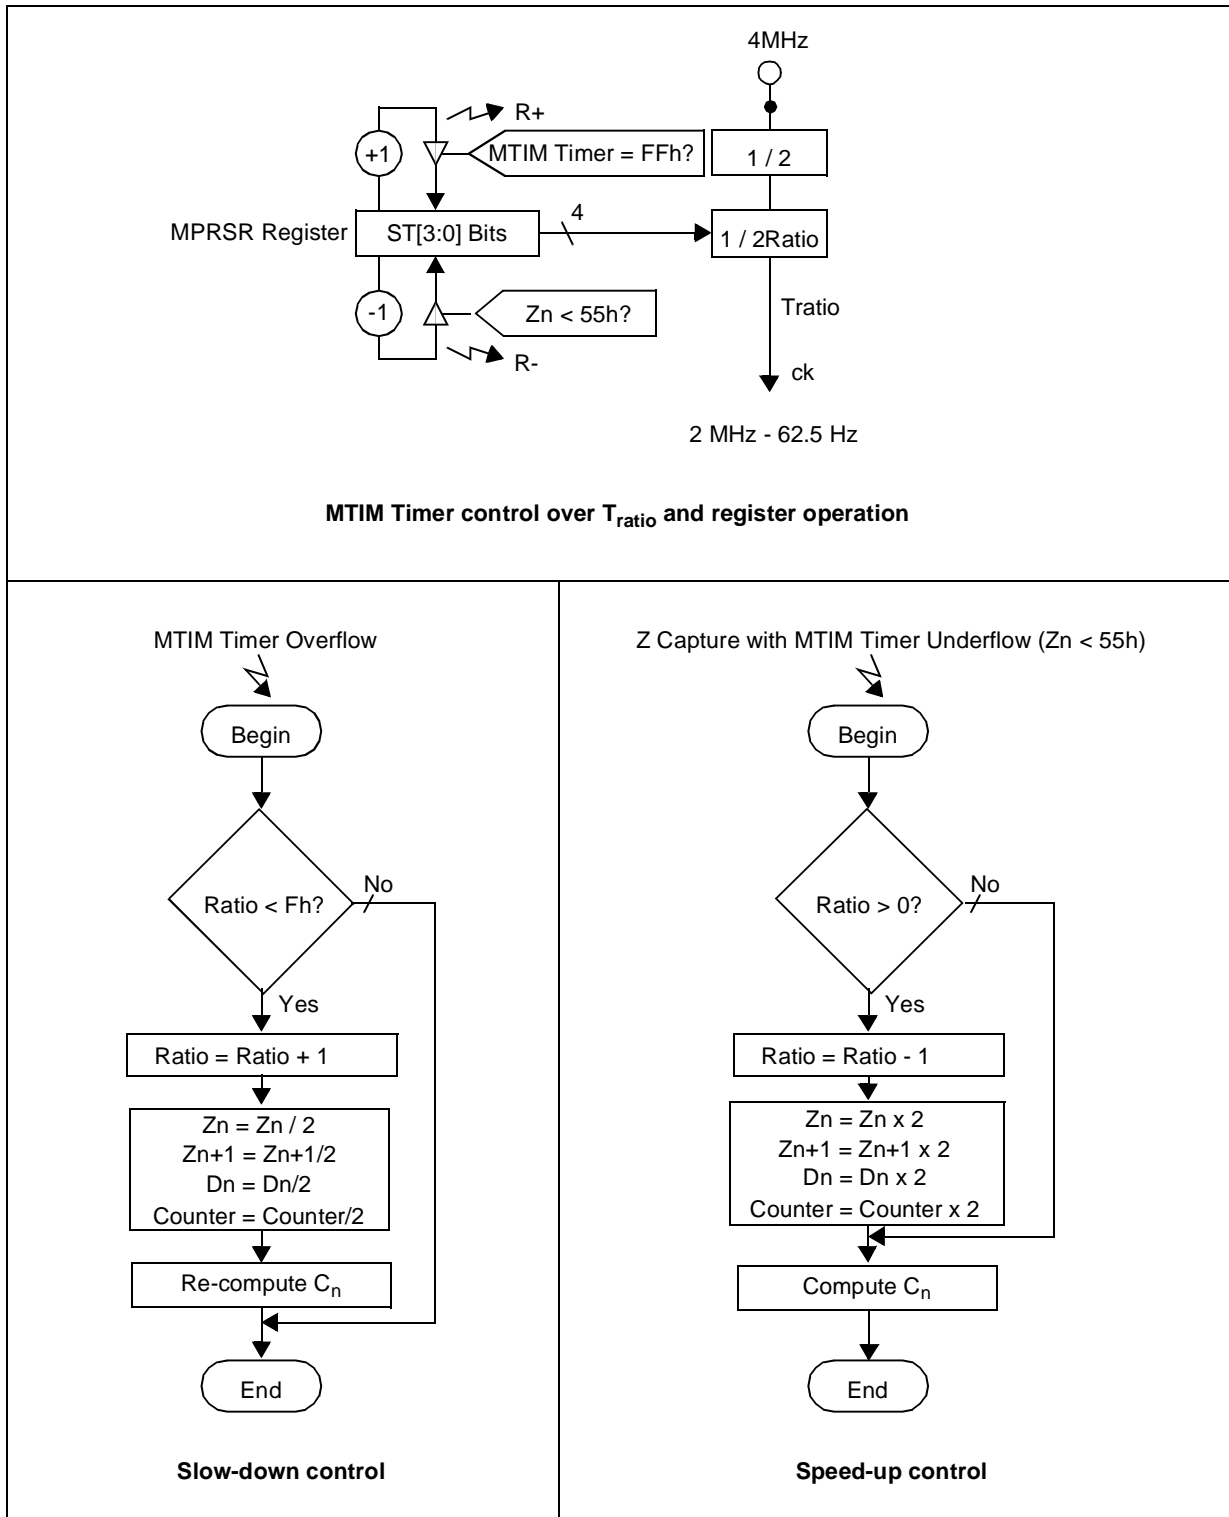 4MHz
R+
+1
MTIM Timer = FFh?
1 / 2
4
MPRSR Register
ST[3:0] Bits
1 / 2Ratio
-1
Zn < 55h?
Tratio
R-
ck
2 MHz - 62.5 Hz
MTIM Timer control over Tratio and register operation
MTIM Timer Overflow
Begin
Ratio < Fh?
No
Yes
Ratio = Ratio + 1
Zn = Zn / 2
Zn+1 = Zn+1/2
Dn = Dn/2
Counter = Counter/2
Re-compute Cn
End
Slow-down control
Z Capture with MTIM Timer Underflow (Zn < 55h)
Begin
Ratio > 0?
No
Yes
Ratio = Ratio - 1
Zn = Zn x 2
Zn+1 = Zn+1 x 2
Dn = Dn x 2
Counter = Counter x 2
Compute Cn
End
Speed-up control